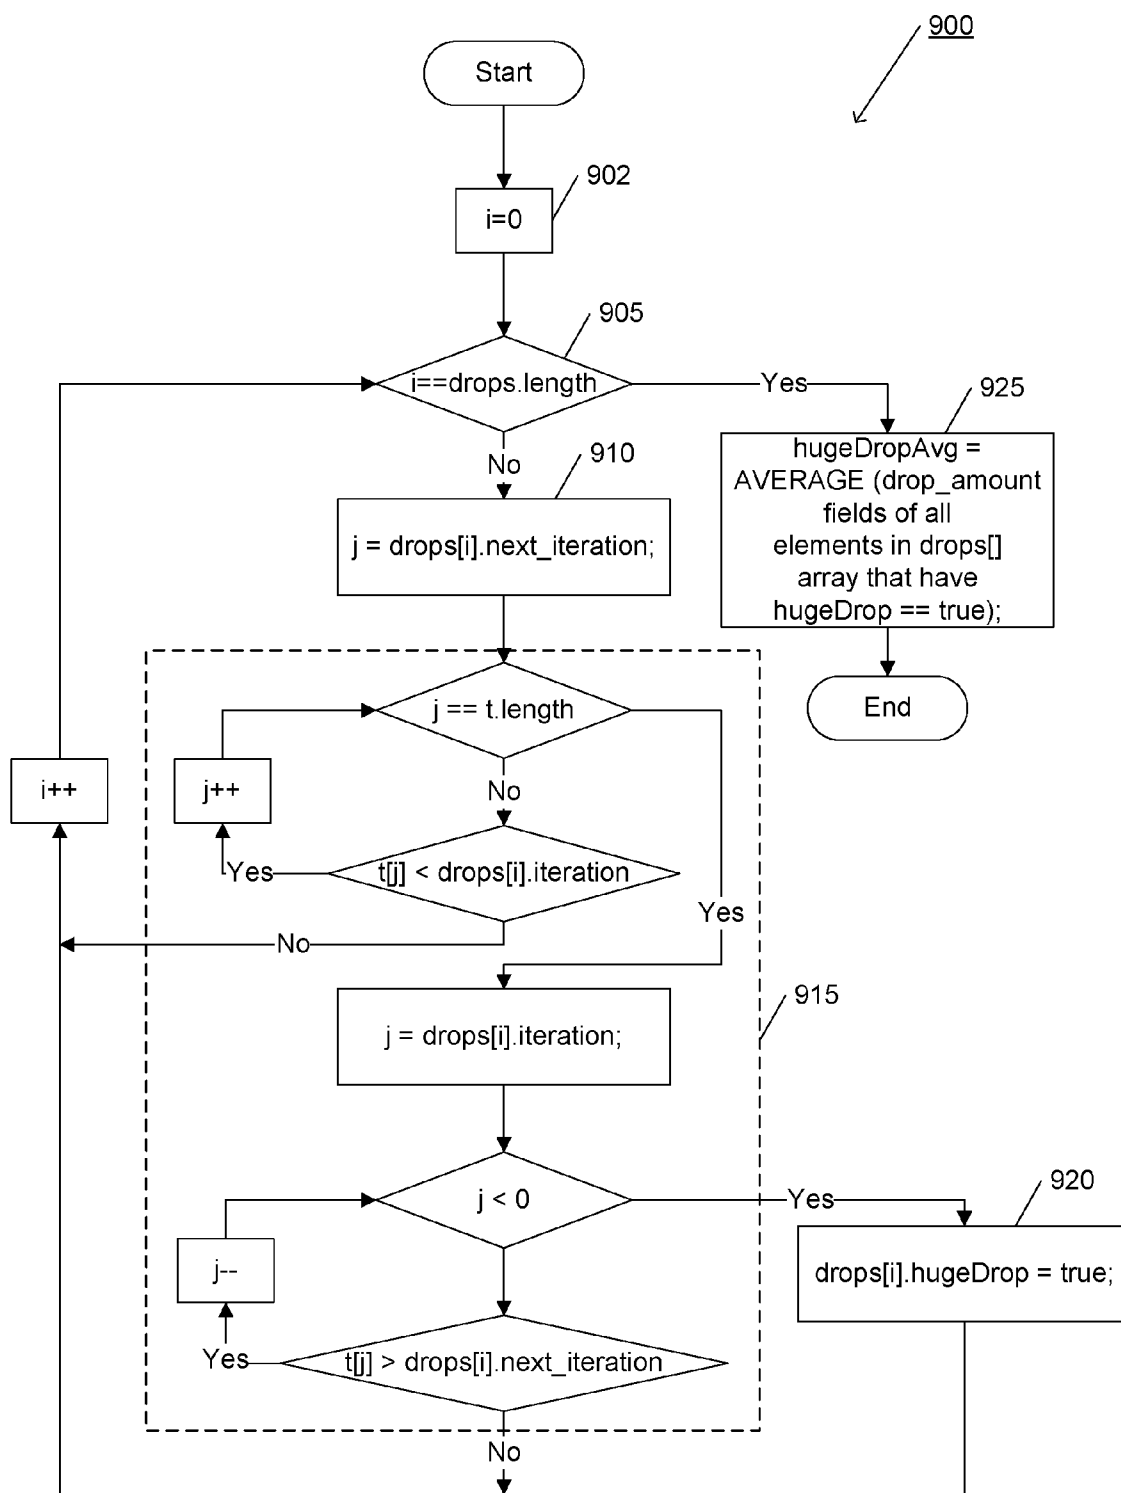 900
Start
902
i=0
905
i==drops.length
Yes
925
hugeDropAvg =
AVERAGE (drop_amount
fields of all
elements in drops[]
array that have
hugeDrop == true);
End
No
910
j = drops[i].next_iteration;
j == t.length
i++
j++
No
t[j] < drops[i].iteration
Yes
Yes
No
915
j = drops[i].iteration;
j < 0
Yes
920
drops[i].hugeDrop = true;
j--
t[j] > drops[i].next_iteration
Yes
No